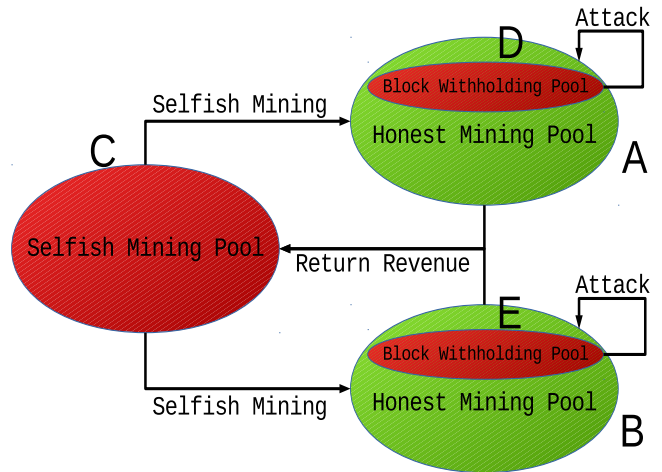 Attack
D
Block Withholding Pool
Selfish Mining
Honest Mining Pool
C
A
Selfish Mining Pool
Return Revenue
Attack
E
Block Withholding Pool
Selfish Mining
Honest Mining Pool
B